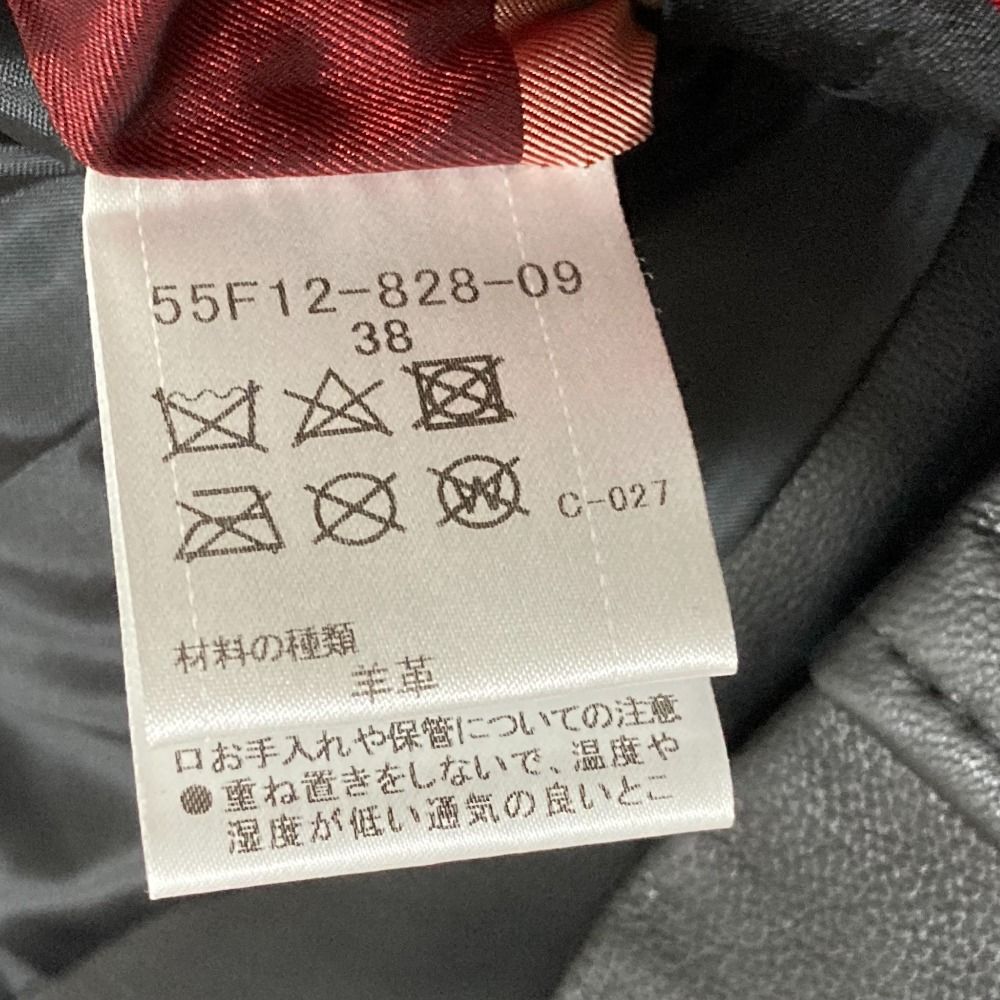 55F12-828-09
38
W
C-027
材料の種類
羊革
口お手入れや保管についての注意
●重ね置きをしないで、温度や
湿度が低い通気の良いとこ